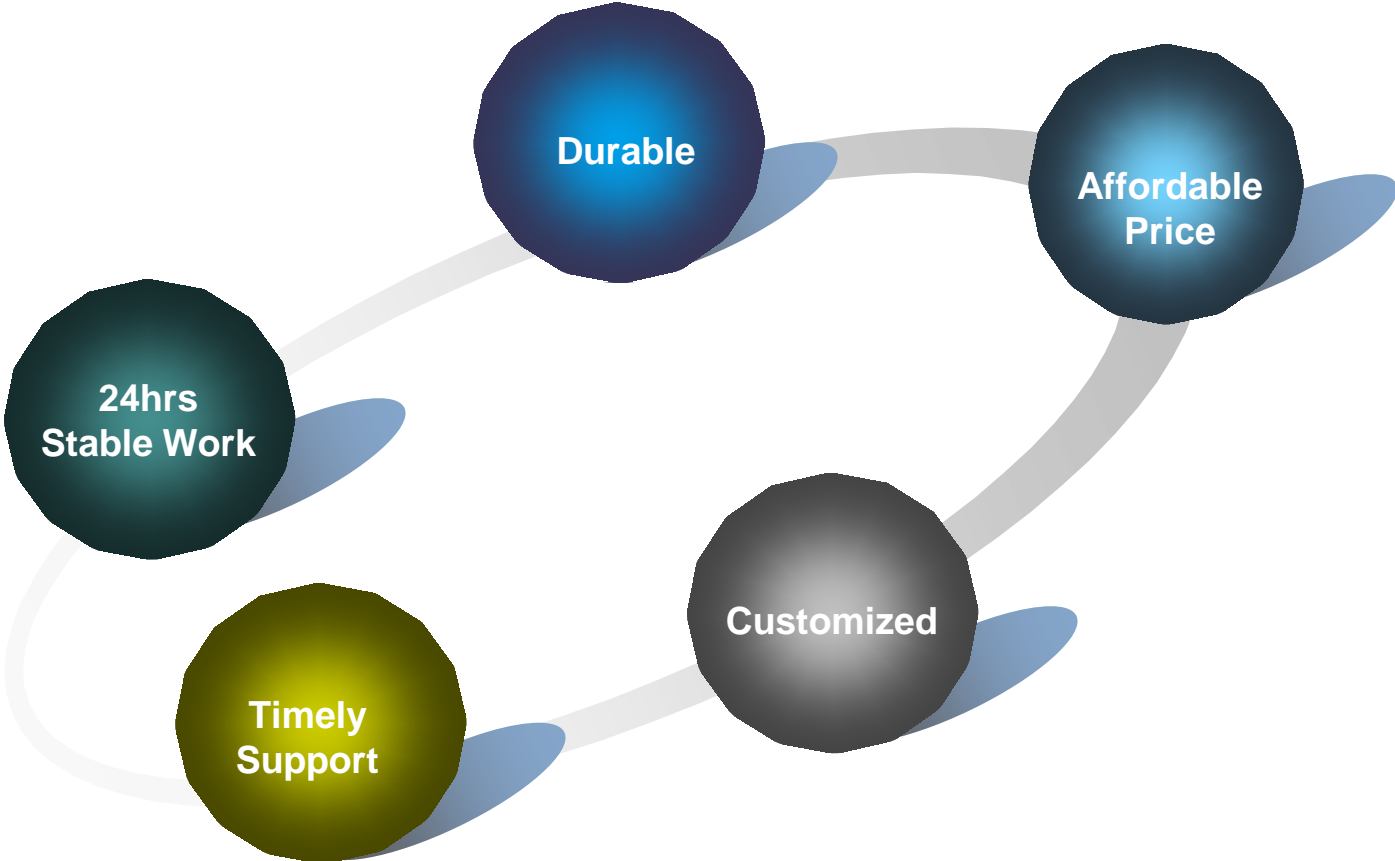 Durable
Affordable
Price
24hrs
Stable Work
Customized
Timely
Support